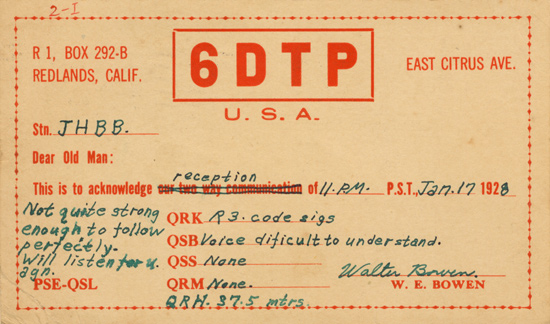 2-I
R 1, BOX 292-B
REDLANDS, CALIF.
6DTP
EAST CITRUS AVE.
U. S. A.
Stn. JHBB.
Dear Old Man:
reception
This is to acknowledge our two way communication of 11. P.M. P.S.T., Jan. 17 1928
Not quite strong
enough to follow
perfectly.
Will listen for u.
agn.
PSE-QSL
QRK R3. code sigs
QSB Voice dificult to understand.
QSS None
QRM None.
QRH. 37.5 mtrs.
Walter Bowen.
W. E. BOWEN